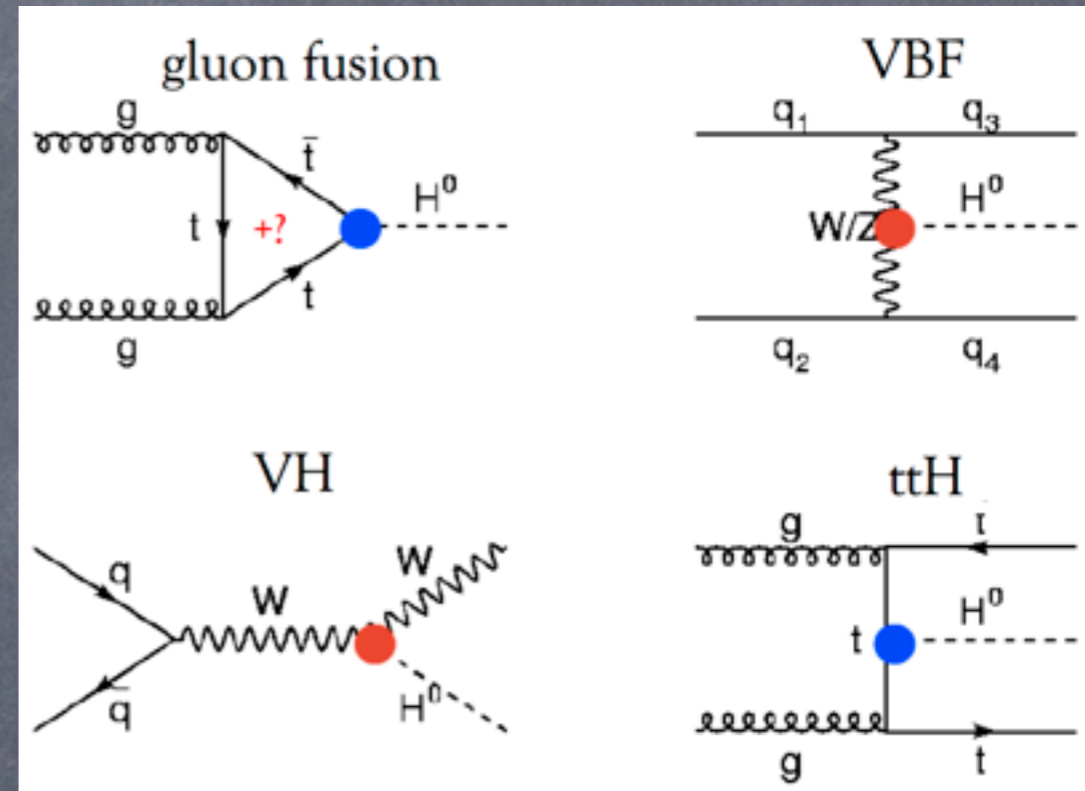 gluon fusion
g
t̄
t
+?
H⁰
t
g
VBF
q₁
q₃
W/Z
H⁰
q₂
q₄
VH
q
W
W
q̄
H⁰
ttH
g
t
H⁰
g
t